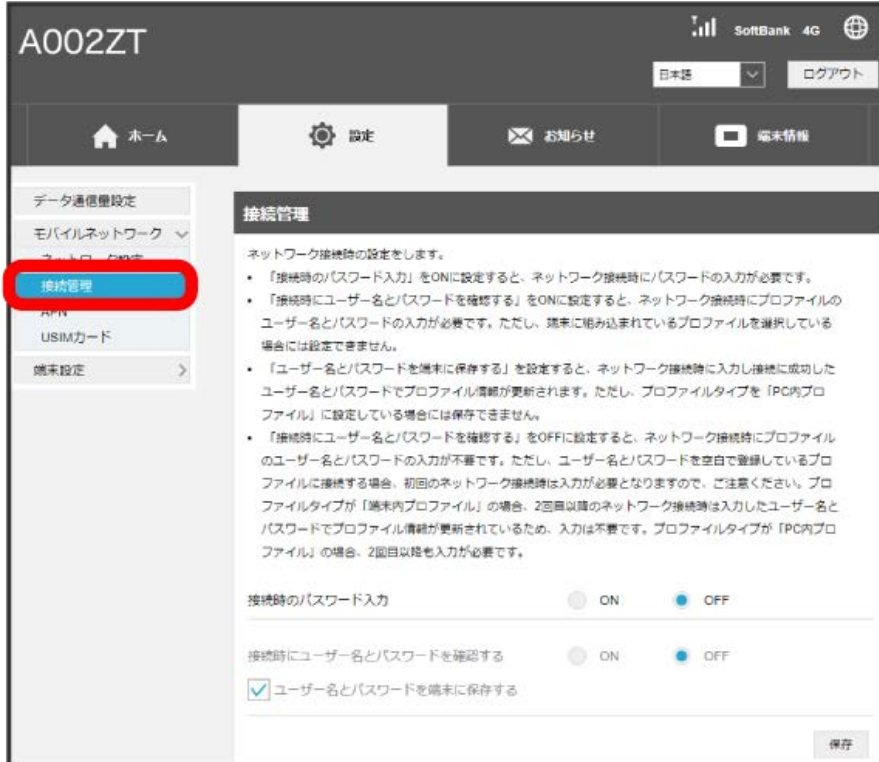 A002ZT
SoftBank 4G
日本語
ログアウト
ホーム
設定
お知らせ
端末情報
データ通信量設定
モバイルネットワーク
ネットワーク設定
接続管理
APN
USIMカード
端末設定
接続管理
ネットワーク接続時の設定をします。
• 「接続時のパスワード入力」をONに設定すると、ネットワーク接続時にパスワードの入力が必要です。
• 「接続時にユーザー名とパスワードを確認する」をONに設定すると、ネットワーク接続時にプロファイルの
ユーザー名とパスワードの入力が必要です。ただし、端末に組み込まれているプロファイルを選択している
場合には設定できません。
• 「ユーザー名とパスワードを端末に保存する」を設定すると、ネットワーク接続時に入力し接続に成功した
ユーザー名とパスワードでプロファイル情報が更新されます。ただし、プロファイルタイプを「PC内プロ
ファイル」に設定している場合には保存できません。
• 「接続時にユーザー名とパスワードを確認する」をOFFに設定すると、ネットワーク接続時にプロファイル
のユーザー名とパスワードの入力が不要です。ただし、ユーザー名とパスワードを空白で登録しているプロ
ファイルに接続する場合、初回のネットワーク接続時は入力が必要となりますので、ご注意ください。プロ
ファイルタイプが「端末内プロファイル」の場合、2回目以降のネットワーク接続時は入力したユーザー名と
パスワードでプロファイル情報が更新されているため、入力は不要です。プロファイルタイプが「PC内プロ
ファイル」の場合、2回目以降も入力が必要です。
接続時のパスワード入力 ON OFF
接続時にユーザー名とパスワードを確認する ON OFF
ユーザー名とパスワードを端末に保存する
保存